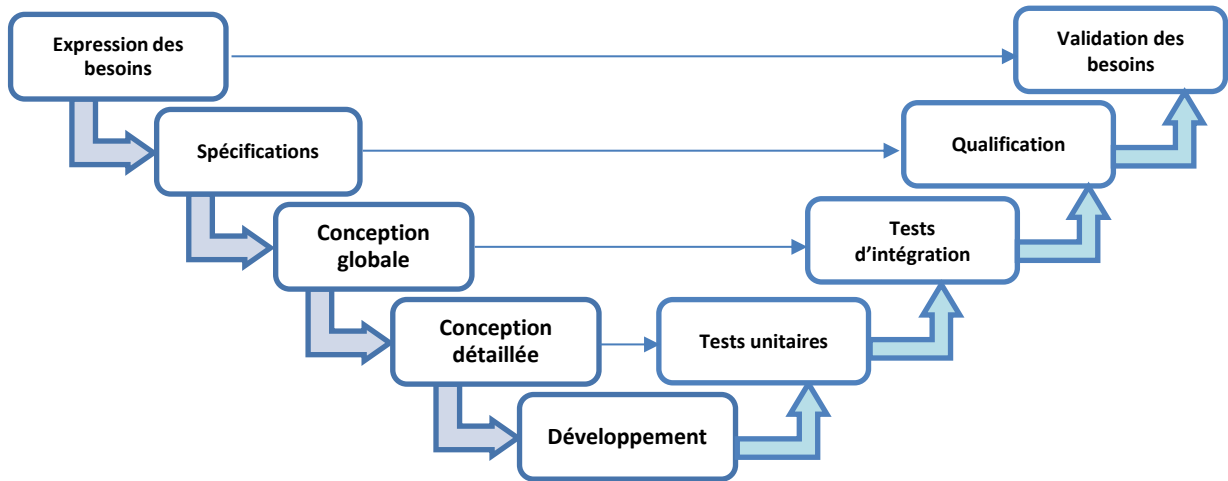 Expression des
besoins
Validation des
besoins
Spécifications
Qualification
Conception
globale
Tests
d’intégration
Conception
détaillée
Tests unitaires
Développement